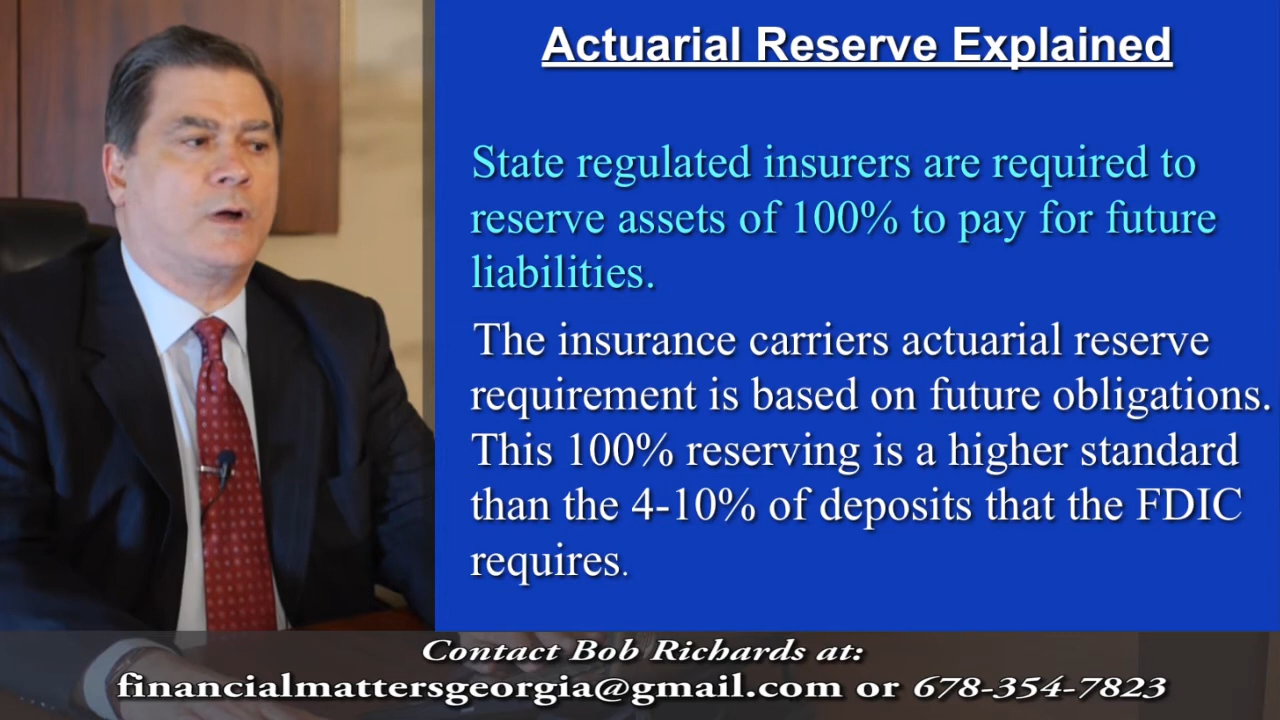 Actuarial Reserve Explained
State regulated insurers are required to
reserve assets of 100% to pay for future
liabilities.
The insurance carriers actuarial reserve
requirement is based on future obligations.
This 100% reserving is a higher standard
than the 4-10% of deposits that the FDIC
requires.
Contact Bob Richards at:
financialmattersgeorgia@gmail.com or 678-354-7823